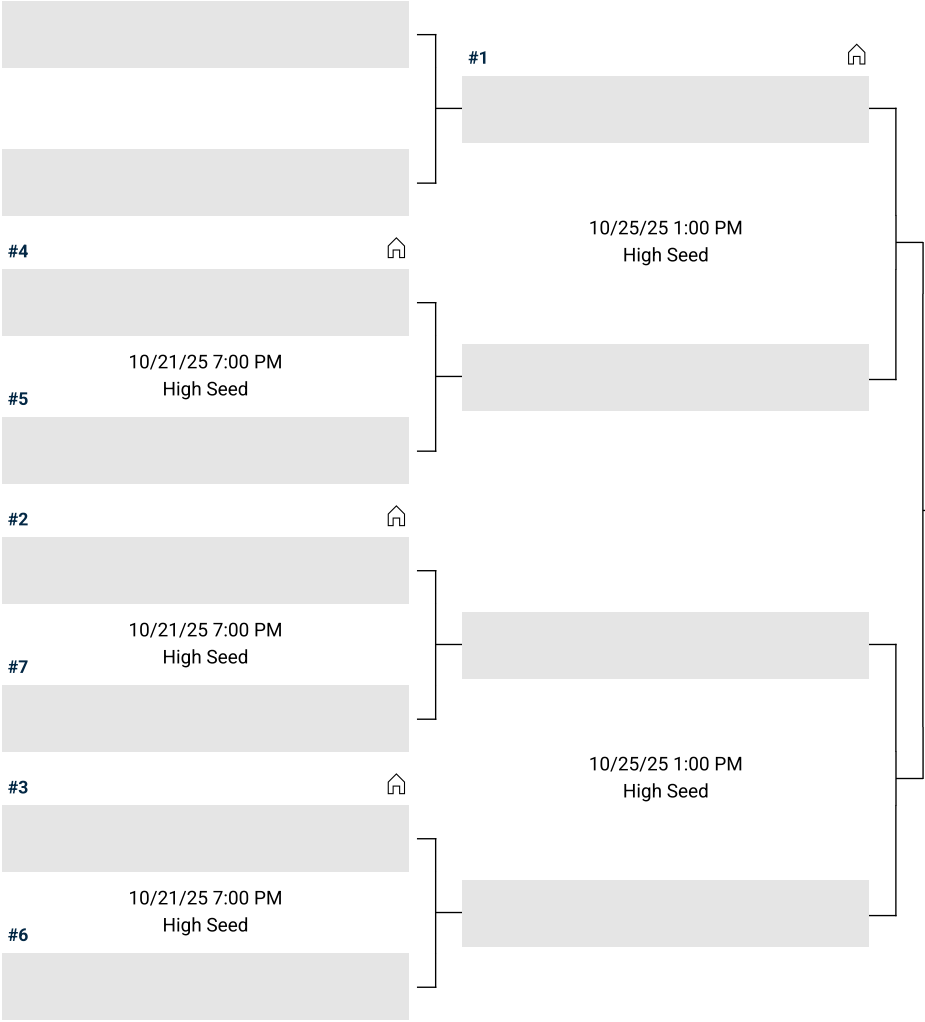 #4
10/21/25 7:00 PM
High Seed
#5
#2
10/21/25 7:00 PM
High Seed
#7
#3
10/21/25 7:00 PM
High Seed
#6
#1
10/25/25 1:00 PM
High Seed
10/25/25 1:00 PM
High Seed